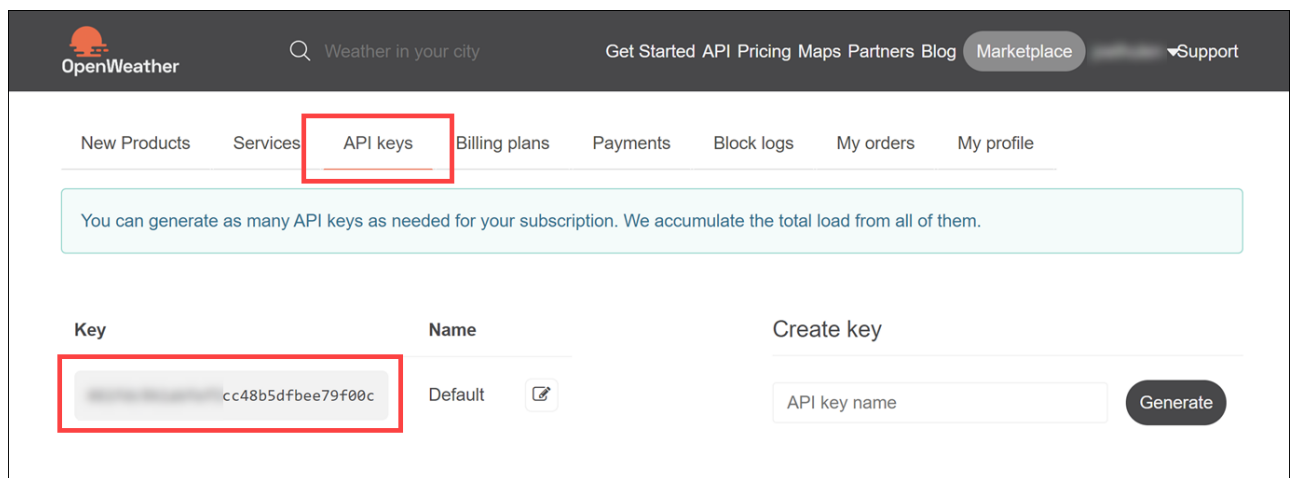 OpenWeather
Weather in your city
Get Started API Pricing Maps Partners Blog Marketplace Support
New Products Services API keys Billing plans Payments Block logs My orders My profile
You can generate as many API keys as needed for your subscription. We accumulate the total load from all of them.
Key Name
Create key
cc48b5dfbee79f00c
Default
API key name
Generate